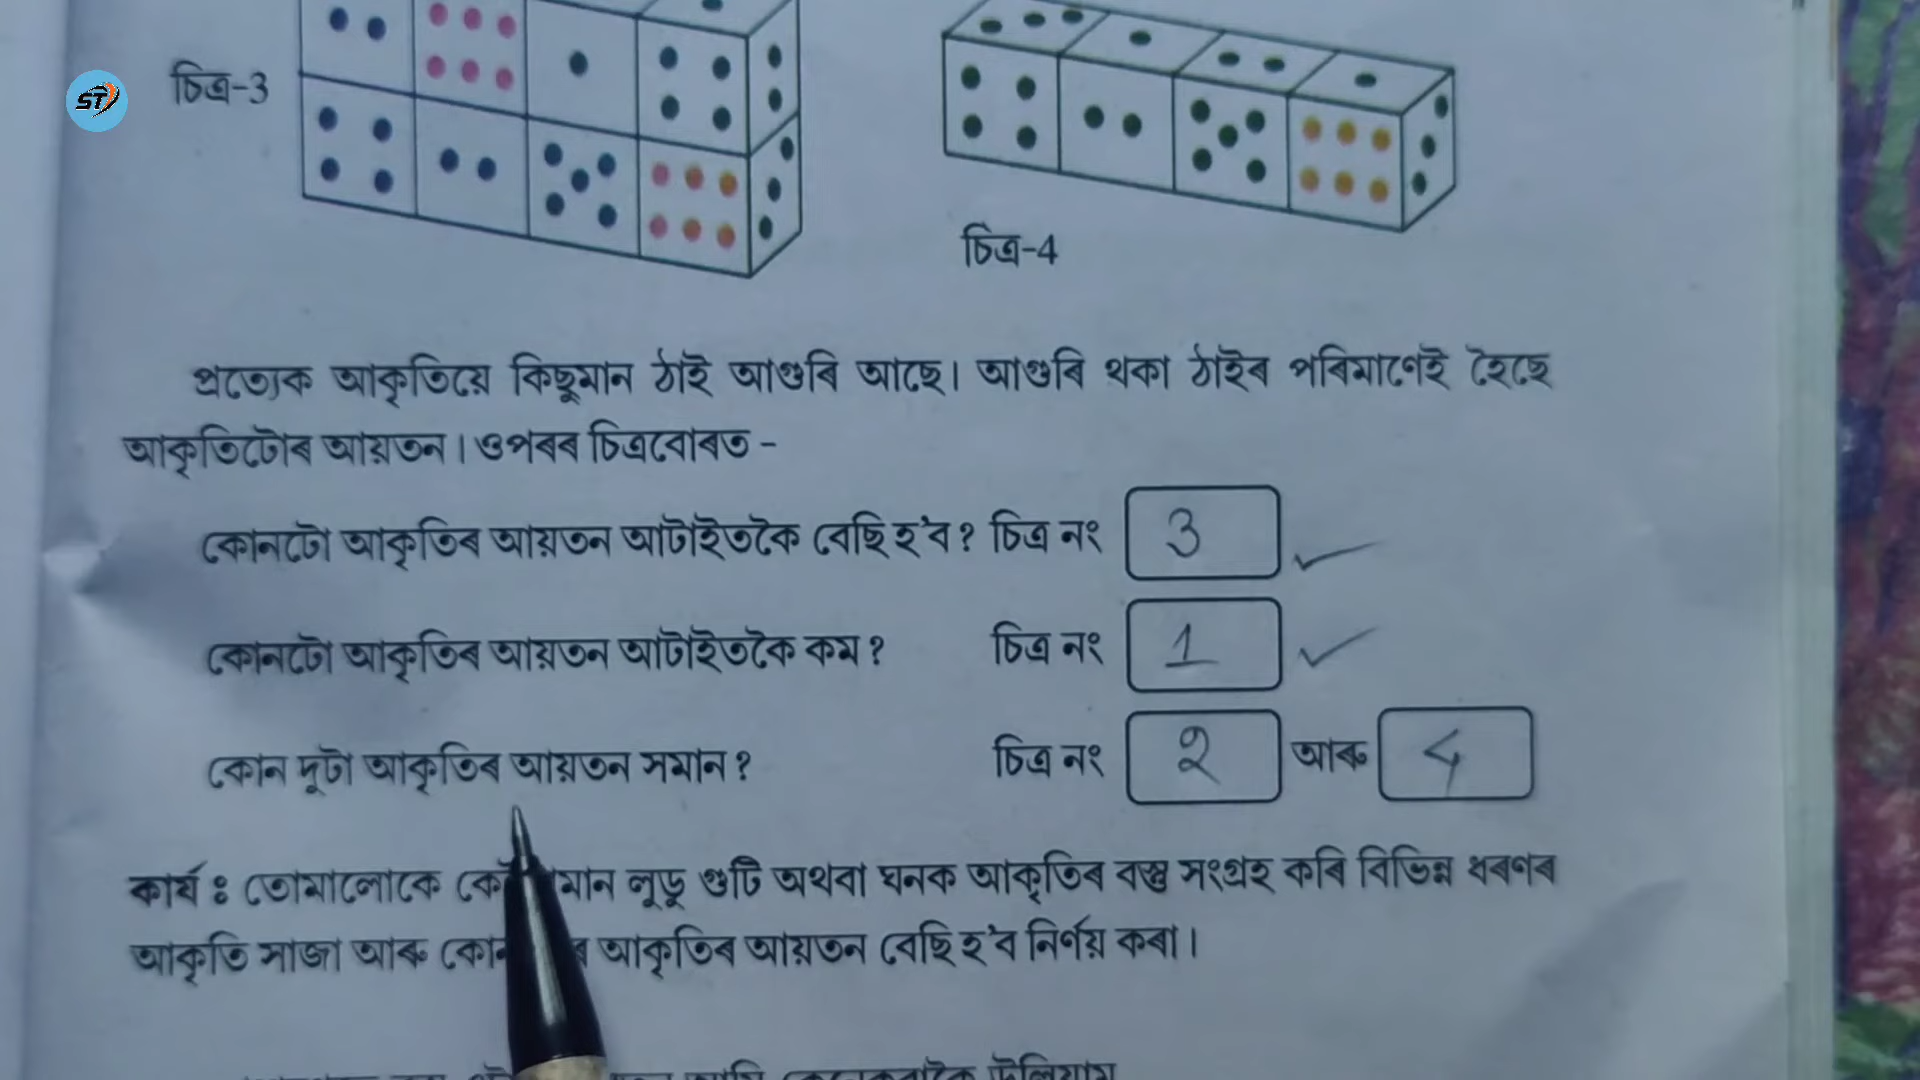 ST
চিত্ৰ-3
চিত্ৰ-4
প্ৰত্যেক আকৃতিয়ে কিছুমান ঠাই আগুৰি আছে। আগুৰি থকা ঠাইৰ পৰিমাণেই হৈছে
আকৃতিটোৰ আয়তন। ওপৰৰ চিত্ৰবোৰত -
কোনটো আকৃতিৰ আয়তন আটাইতকৈ বেছি হ'ব? চিত্ৰ নং 3
কোনটো আকৃতিৰ আয়তন আটাইতকৈ কম? চিত্ৰ নং 1
কোন দুটা আকৃতিৰ আয়তন সমান? চিত্ৰ নং 2 আৰু 4
কাৰ্য : তোমালোকে লুডু গুটি অথবা ঘনক আকৃতিৰ বস্তু সংগ্ৰহ কৰি বিভিন্ন ধৰণৰ
আকৃতি সাজা আৰু আকৃতিৰ আয়তন বেছি হ'ব নিৰ্ণয় কৰা।